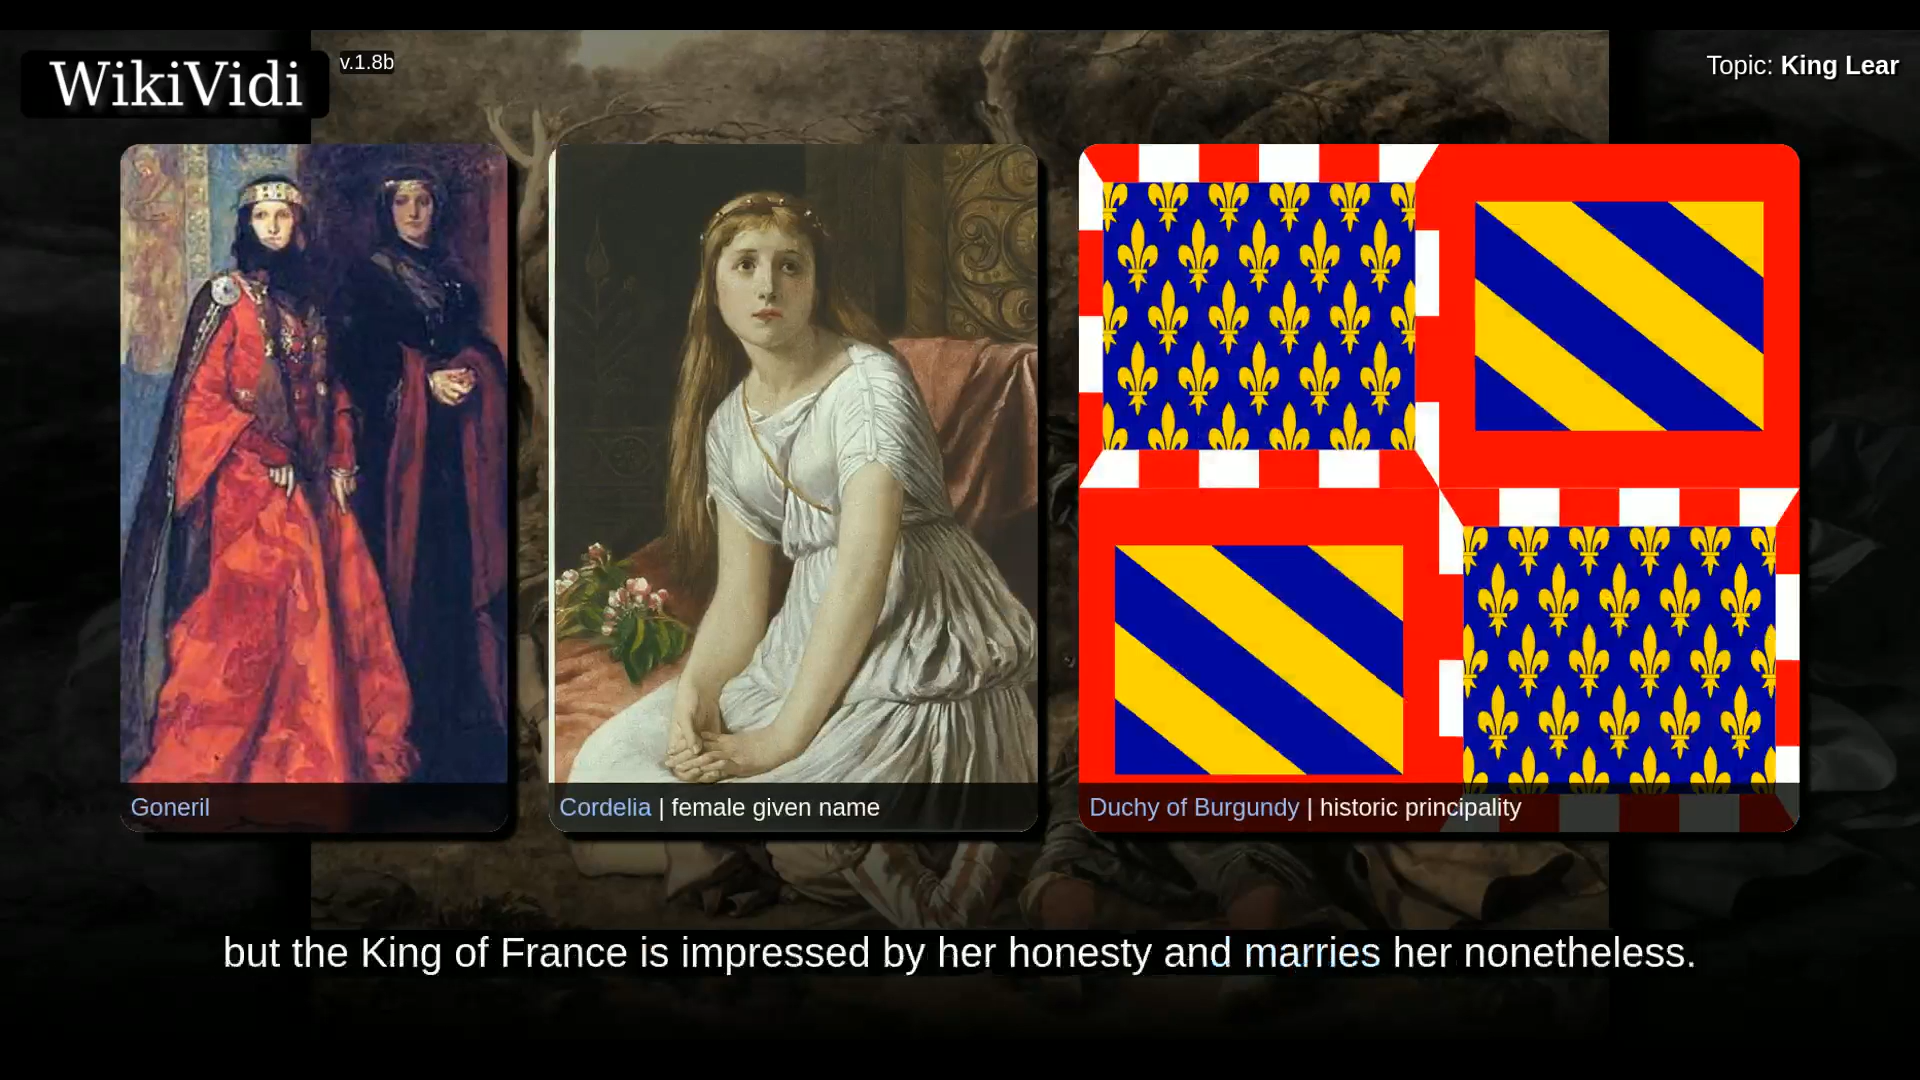 WikiVidi
v.1.8b
Topic: King Lear
Goneril
Cordelia | female given name
Duchy of Burgundy | historic principality
but the King of France is impressed by her honesty and marries her nonetheless.